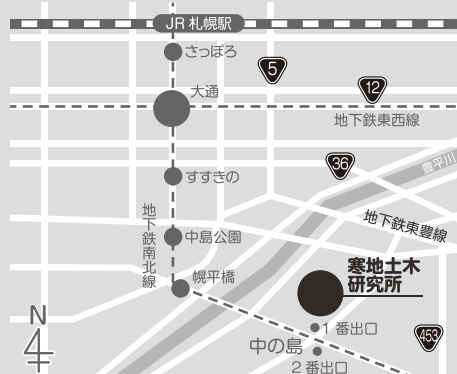 JR 札幌駅
さっぽろ
5
大通
12
地下鉄東西線
すすきの
36
豊平川
地下鉄南北線
中島公園
地下鉄東豊線
幌平橋
寒地土木
研究所
N
1 番出口
中の島
453
2 番出口